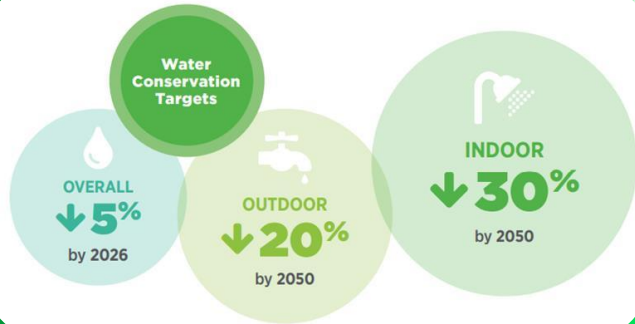 Water
Conservation
Targets
OVERALL
↓5%
by 2026
OUTDOOR
↓20%
by 2050
INDOOR
↓30%
by 2050